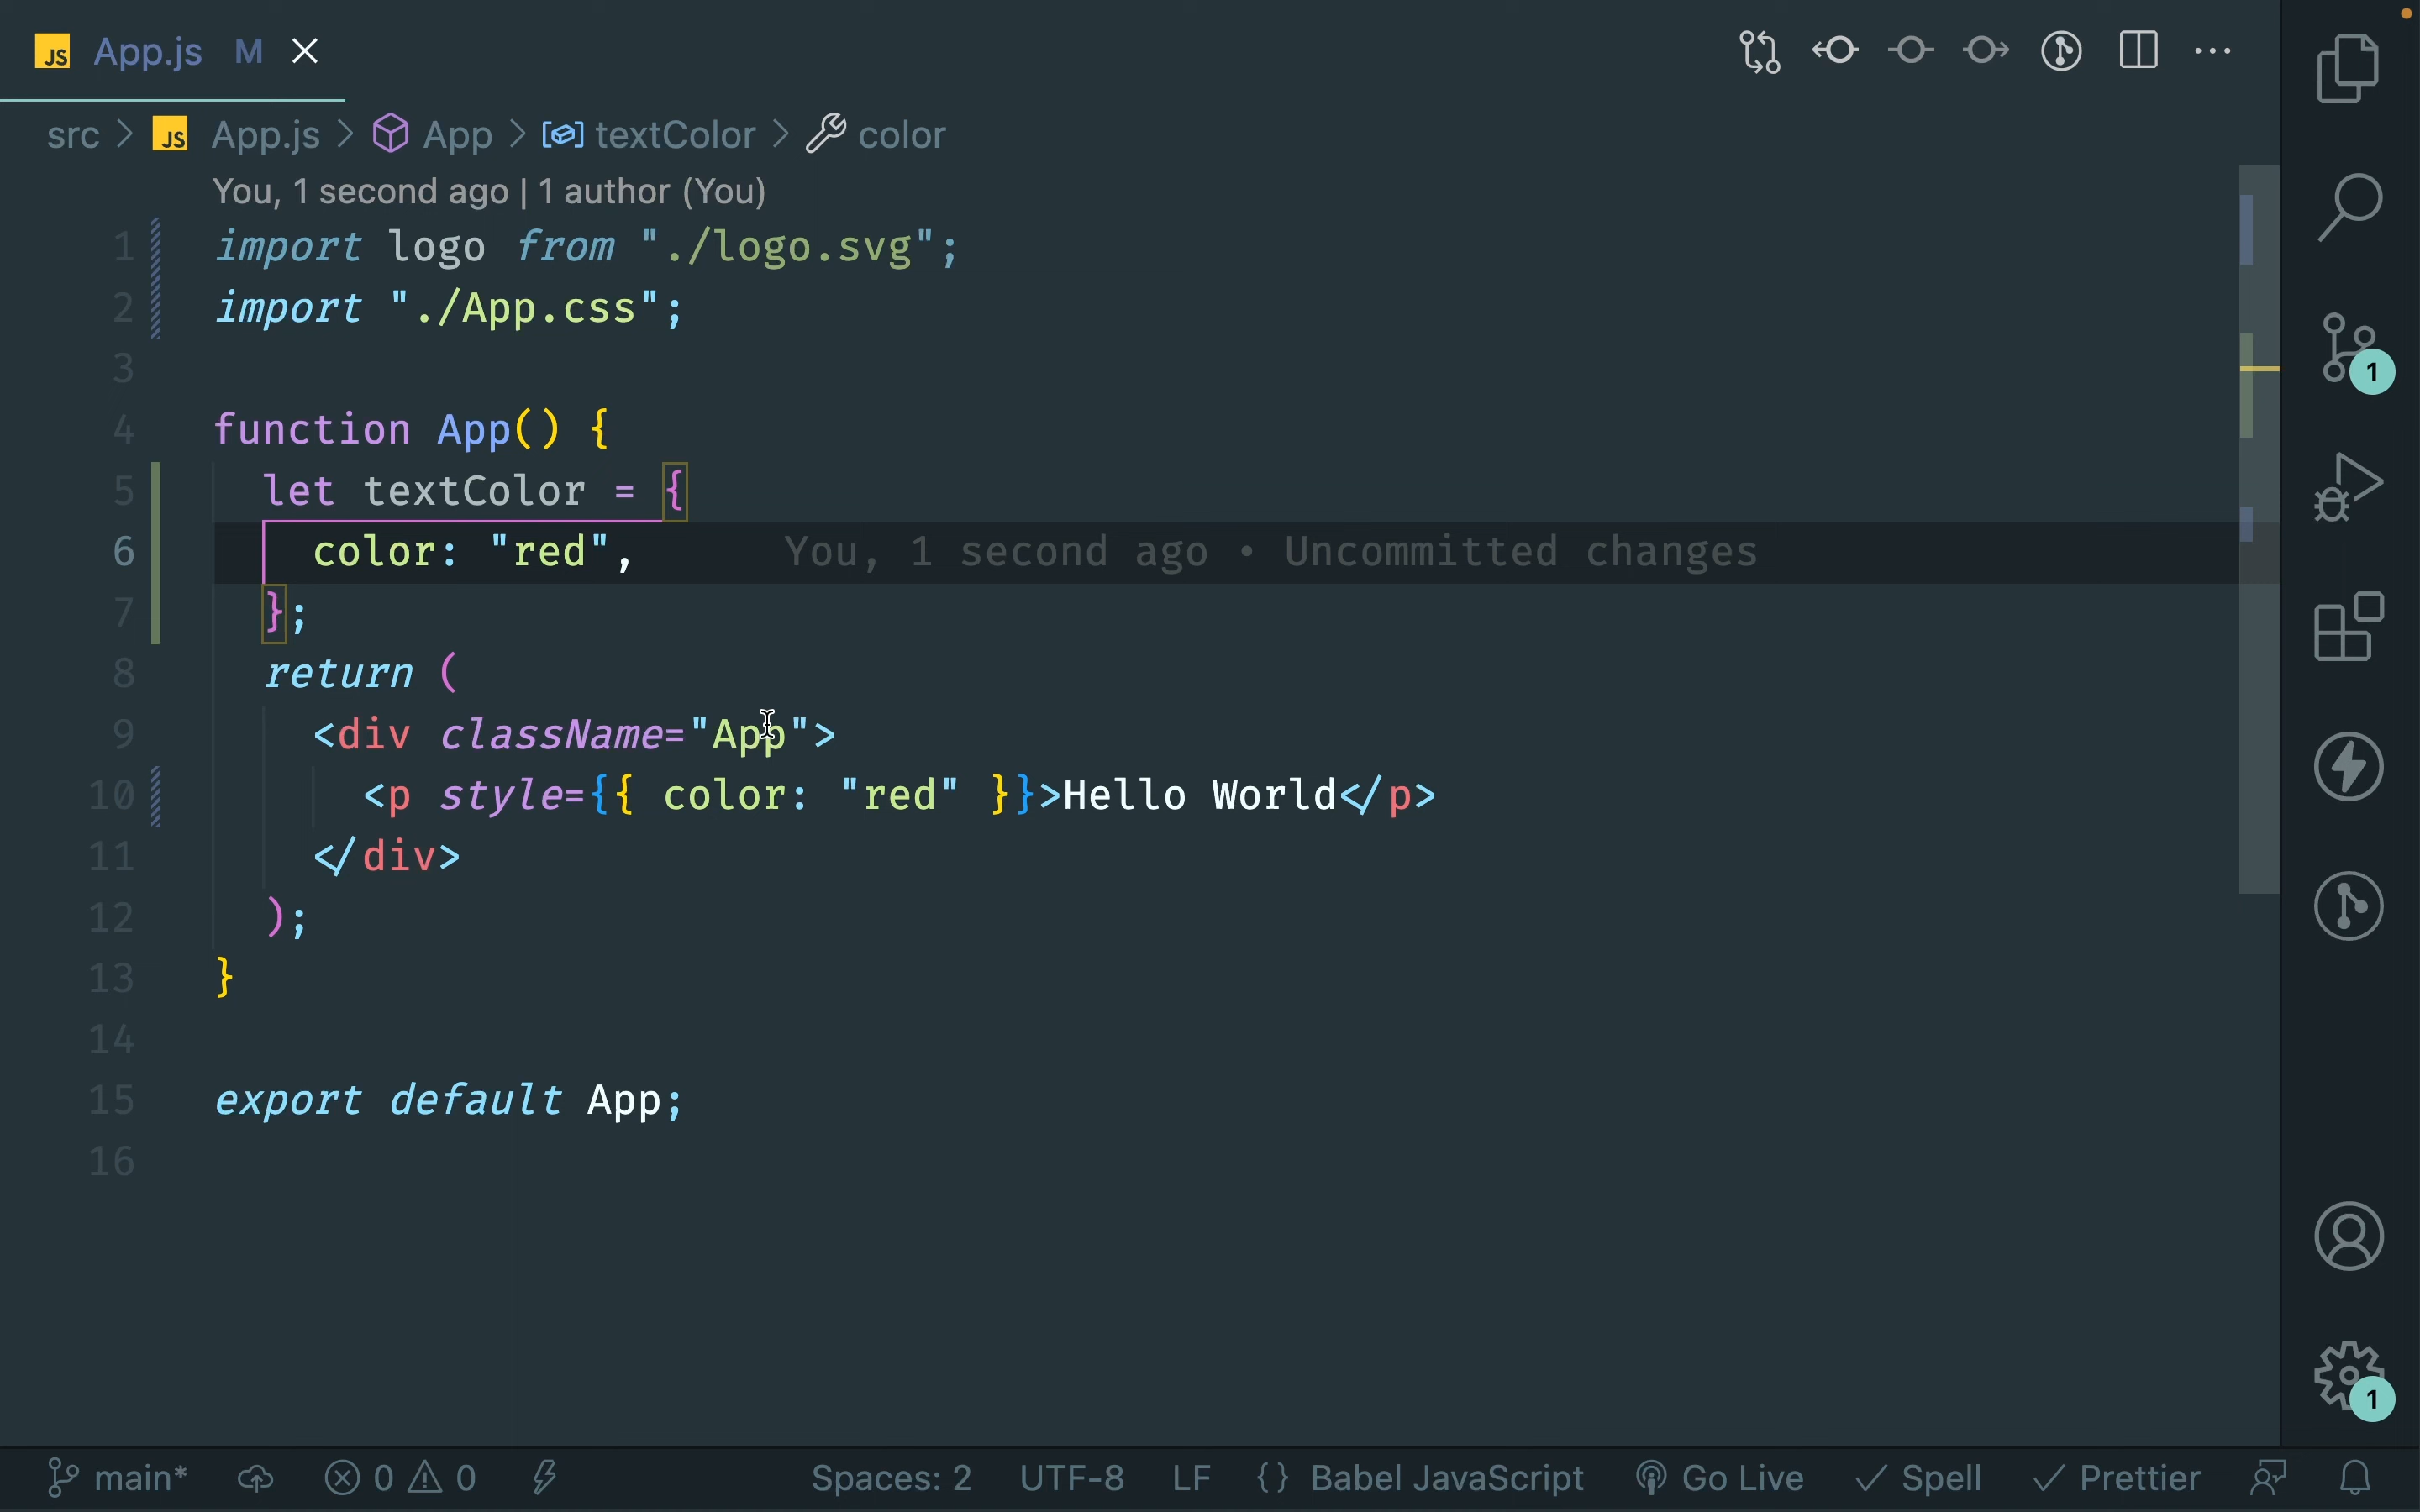 JS App.js M
src > JS App.js > App > textColor > color
You, 1 second ago | 1 author (You)
1 import logo from "./logo.svg";
2 import "./App.css";
3
4 function App() {
5 let textColor = {
6 color: "red", You, 1 second ago • Uncommitted changes
7 };
8 return (
9 <div className="App">
10 <p style={{ color: "red" }}>Hello World</p>
11 </div>
12 );
13 }
14
15 export default App;
16
1
1
main* 0 0 Spaces: 2 UTF-8 LF {} Babel JavaScript Go Live Spell Prettier